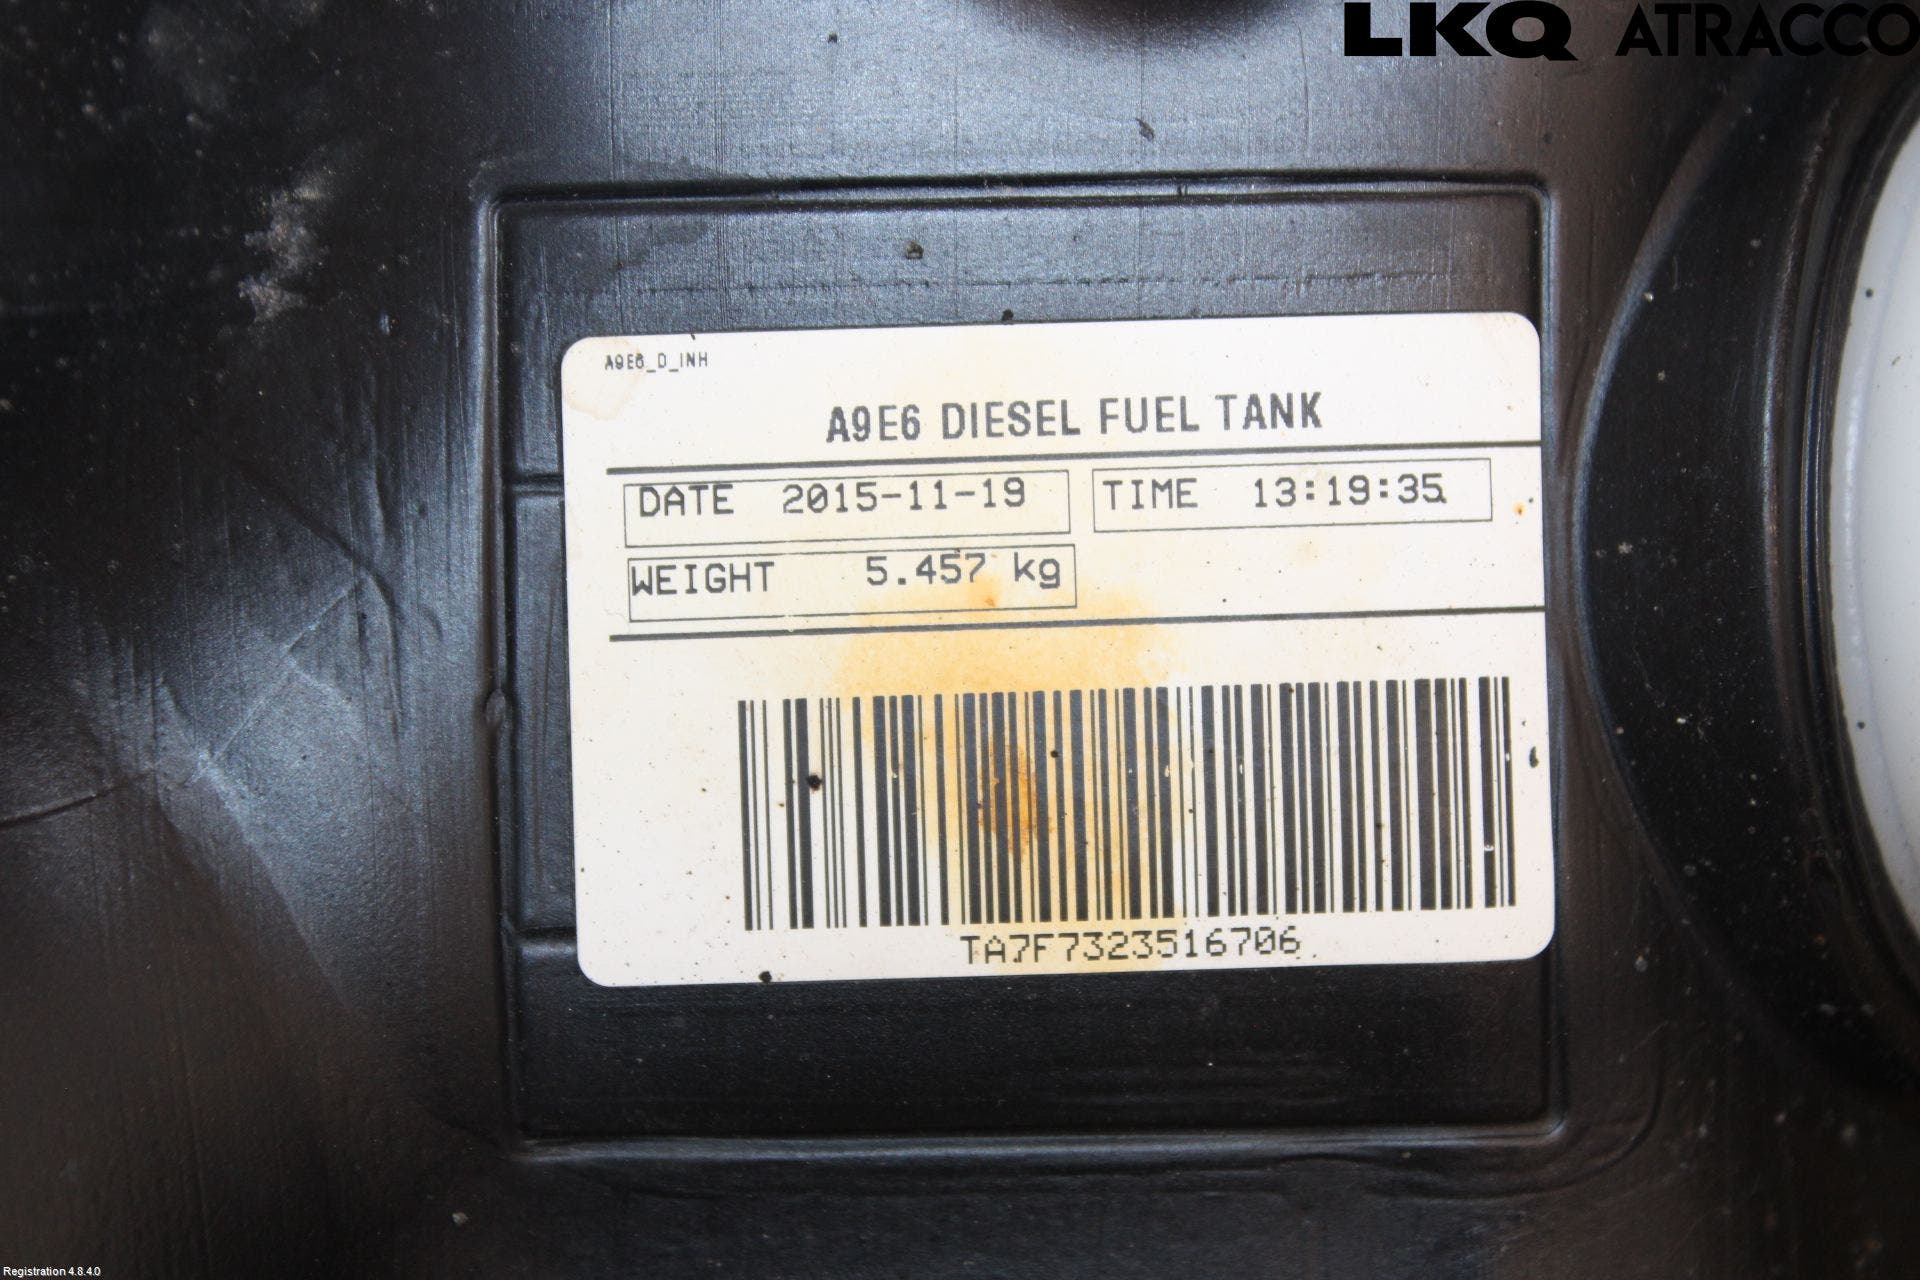 LKQ ATRACCO
A9E6_D_INH
A9E6 DIESEL FUEL TANK
DATE 2015-11-19 TIME 13:19:35
WEIGHT 5.457 kg
TA7F7323516706
Registration 4.8.4.0